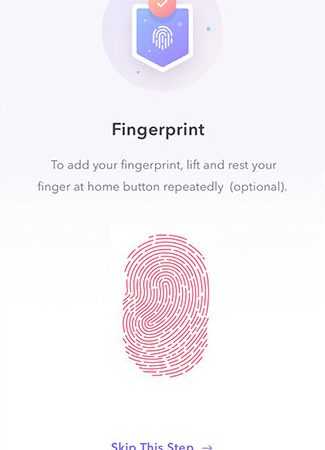 Fingerprint
To add your fingerprint, lift and rest your
finger at home button repeatedly (optional).
Skip This Step →